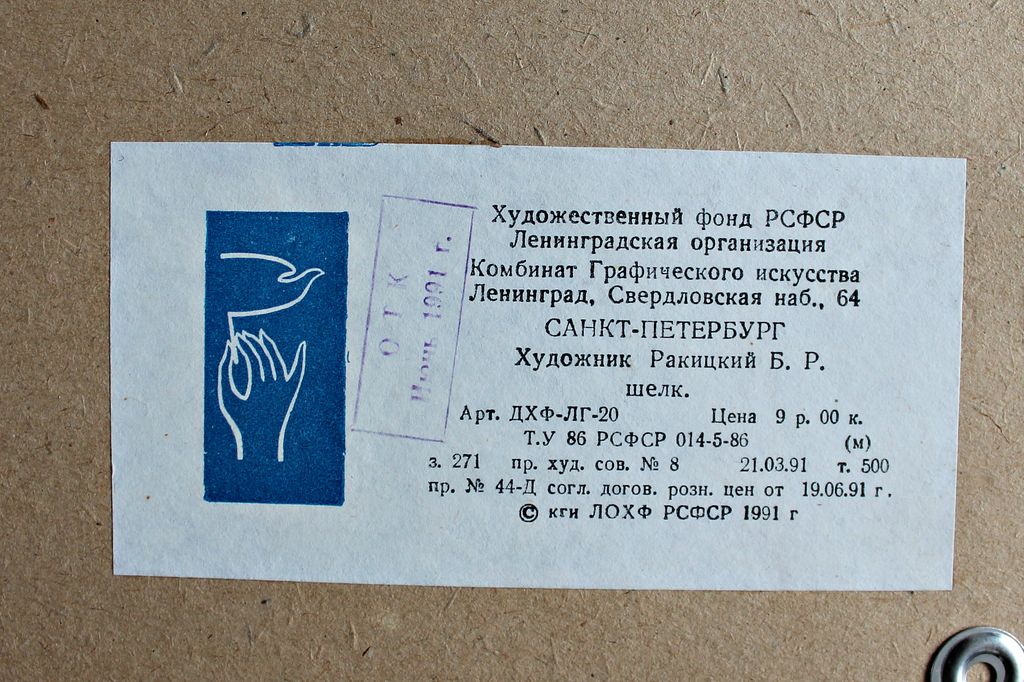 ОТК
Июнь 1991 г.
Художественный фонд РСФСР
Ленинградская организация
Комбинат Графического искусства
Ленинград, Свердловская наб., 64
САНКТ-ПЕТЕРБУРГ
Художник Ракицкий Б. Р.
шелк.
Арт. ДХФ-ЛГ-20 Цена 9 р. 00 к.
Т.У 86 РСФСР 014-5-86 (м)
з. 271 пр. худ. сов. № 8 21.03.91 т. 500
пр. № 44-Д согл. догов. розн. цен от 19.06.91 г.
© кги ЛОХФ РСФСР 1991 г